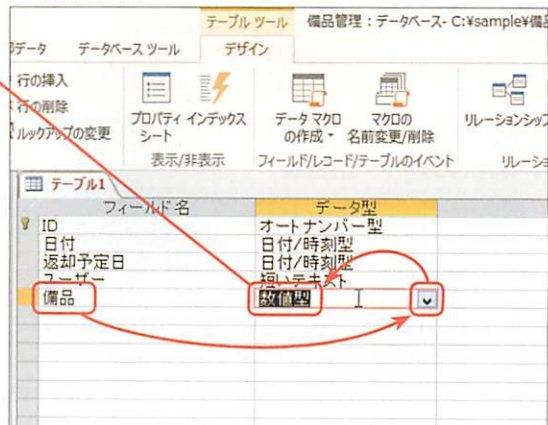 テーブル ツール 備品管理：データベース- C:¥sample¥備品
データ データベース ツール デザイン
行の挿入
行の削除
ルックアップの変更
プロパティ シート
インデックス
データ マクロの作成
マクロの名前変更/削除
リレーションシップ
表示/非表示 フィールド/レコード/テーブルのイベント リレーショ
テーブル1
フィールド名 データ型
ID オートナンバー型
日付 日付/時刻型
返却予定日 日付/時刻型
ユーザー 短いテキスト
備品 数値型